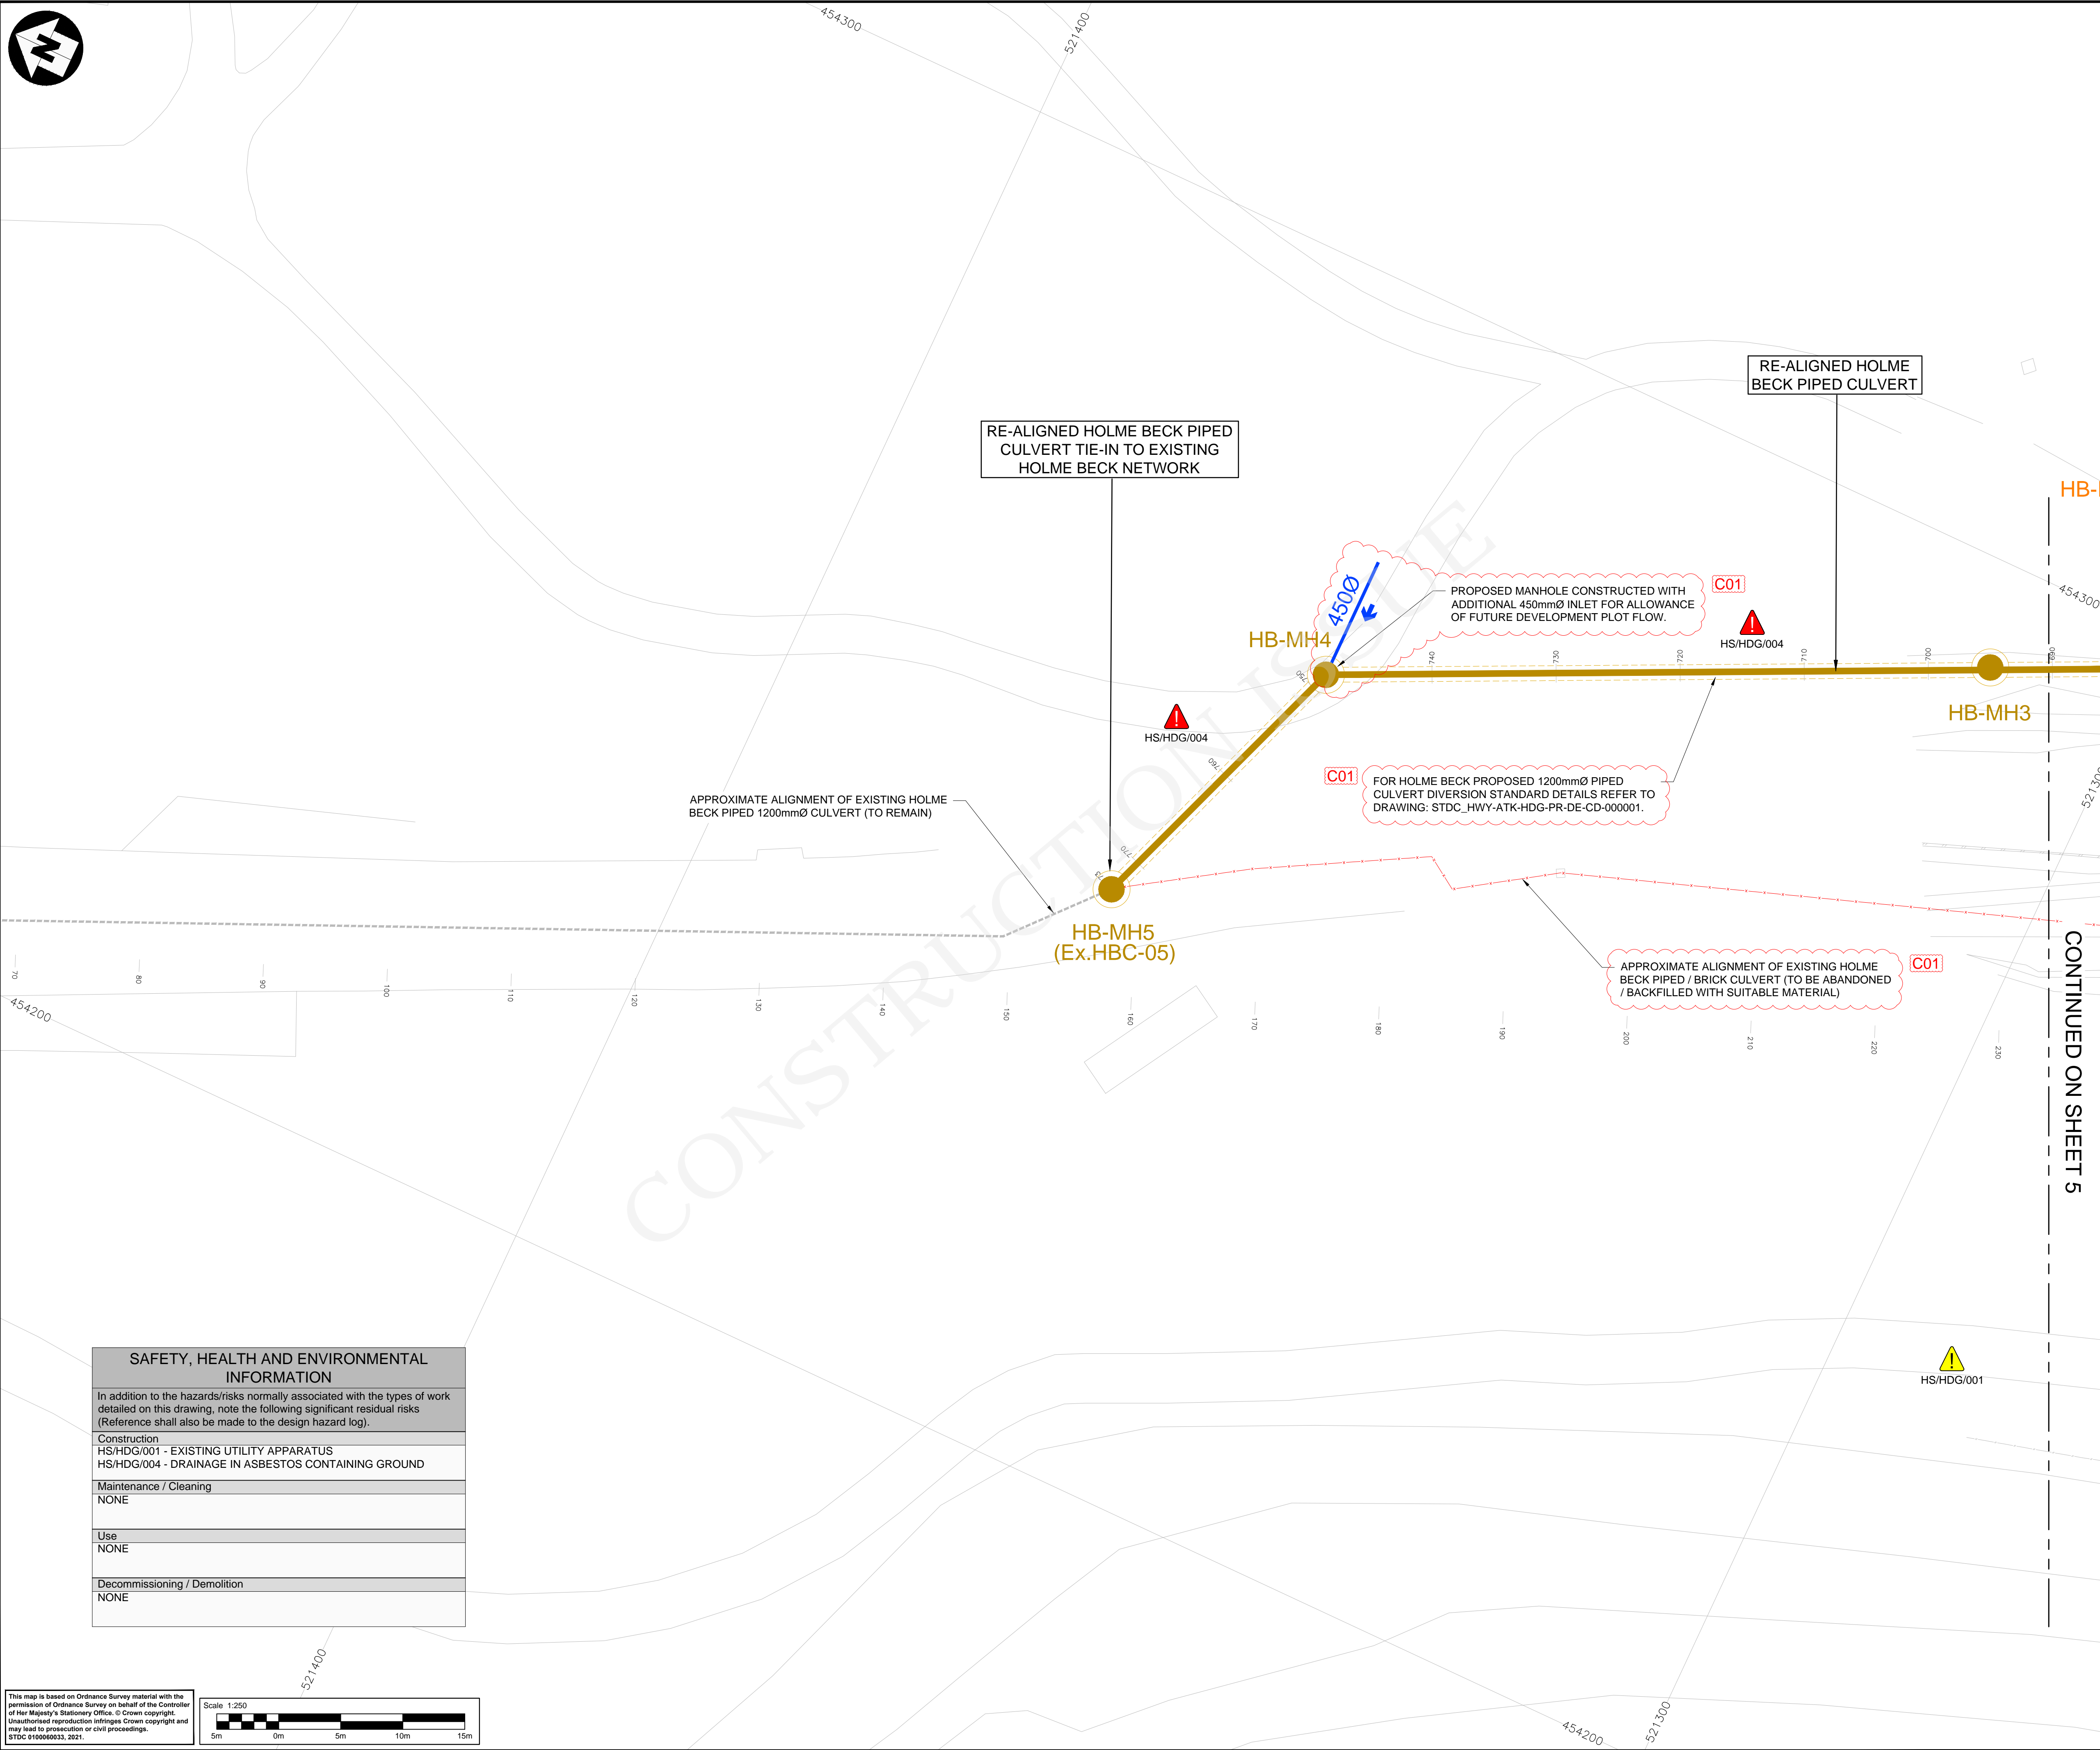 N
454300
521400
RE-ALIGNED HOLME
BECK PIPED CULVERT
RE-ALIGNED HOLME BECK PIPED
CULVERT TIE-IN TO EXISTING
HOLME BECK NETWORK
HB-
450Ø
PROPOSED MANHOLE CONSTRUCTED WITH
ADDITIONAL 450mmØ INLET FOR ALLOWANCE
OF FUTURE DEVELOPMENT PLOT FLOW.
C01
454300
HS/HDG/004
HB-MH4
740
730
720
710
700
690
750
HB-MH3
HS/HDG/004
760
C01
FOR HOLME BECK PROPOSED 1200mmØ PIPED
CULVERT DIVERSION STANDARD DETAILS REFER TO
DRAWING: STDC_HWY-ATK-HDG-PR-DE-CD-000001.
521300
APPROXIMATE ALIGNMENT OF EXISTING HOLME
BECK PIPED 1200mmØ CULVERT (TO REMAIN)
770
773
HB-MH5
(Ex.HBC-05)
APPROXIMATE ALIGNMENT OF EXISTING HOLME
BECK PIPED / BRICK CULVERT (TO BE ABANDONED
/ BACKFILLED WITH SUITABLE MATERIAL)
C01
CONTINUED ON SHEET 5
70
80
90
100
110
120
130
140
150
160
170
180
190
200
210
220
230
454200
CONSTRUCTION ISSUE
HS/HDG/001
SAFETY, HEALTH AND ENVIRONMENTAL
INFORMATION
In addition to the hazards/risks normally associated with the types of work
detailed on this drawing, note the following significant residual risks
(Reference shall also be made to the design hazard log).
Construction
HS/HDG/001 - EXISTING UTILITY APPARATUS
HS/HDG/004 - DRAINAGE IN ASBESTOS CONTAINING GROUND
Maintenance / Cleaning
NONE
Use
NONE
Decommissioning / Demolition
NONE
521400
This map is based on Ordnance Survey material with the
permission of Ordnance Survey on behalf of the Controller
of Her Majesty's Stationery Office. © Crown copyright.
Unauthorised reproduction infringes Crown copyright and
may lead to prosecution or civil proceedings.
STDC 0100060033, 2021.
Scale 1:250
5m 0m 5m 10m 15m
454200
521300